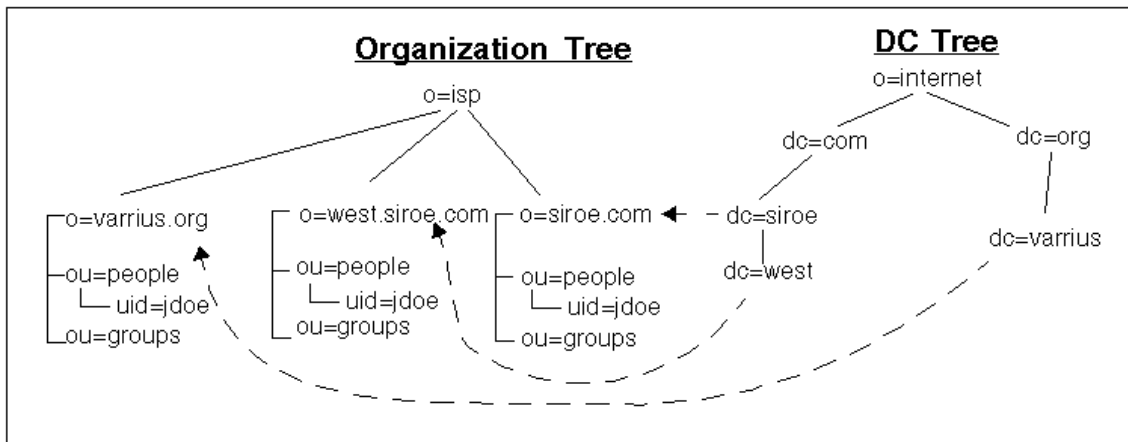 Organization Tree
o=isp
o=varrius.org
ou=people
uid=jdoe
ou=groups
o=west.siroe.com
ou=people
uid=jdoe
ou=groups
o=siroe.com
ou=people
uid=jdoe
ou=groups
DC Tree
o=internet
dc=com
dc=org
dc=siroe
dc=varrius
dc=west